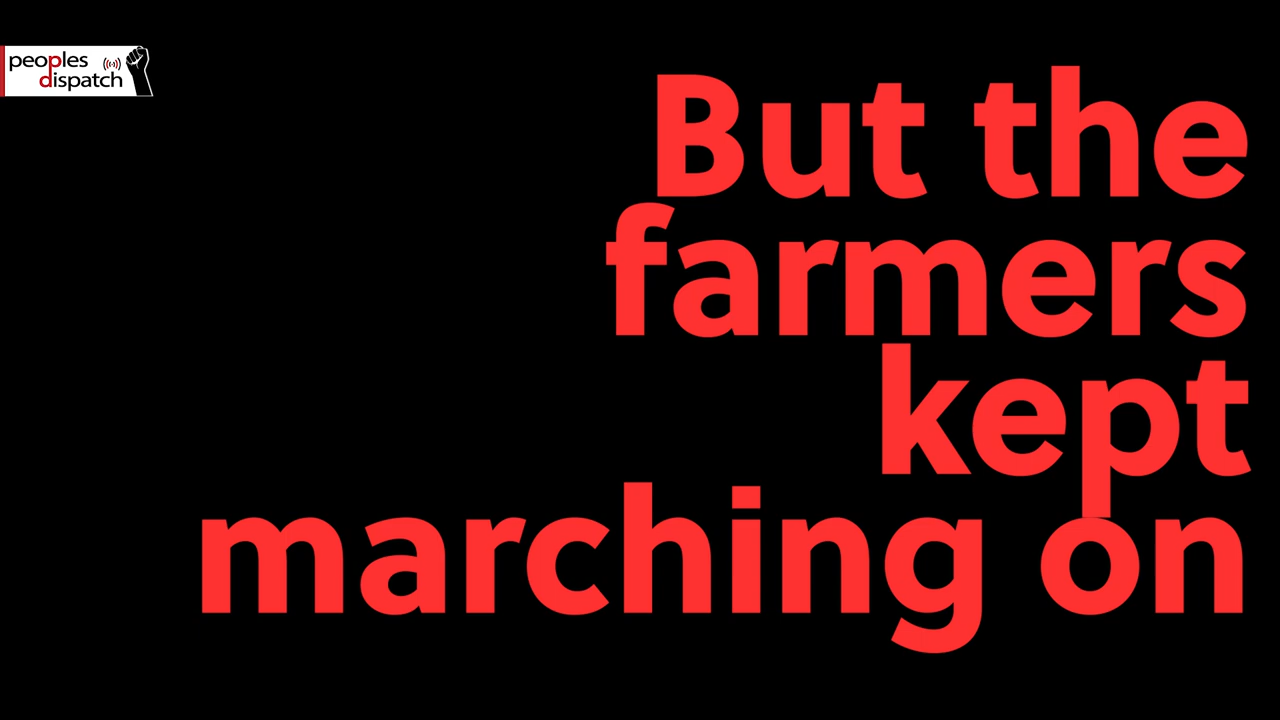 peoples
dispatch
But the
farmers
kept
marching on